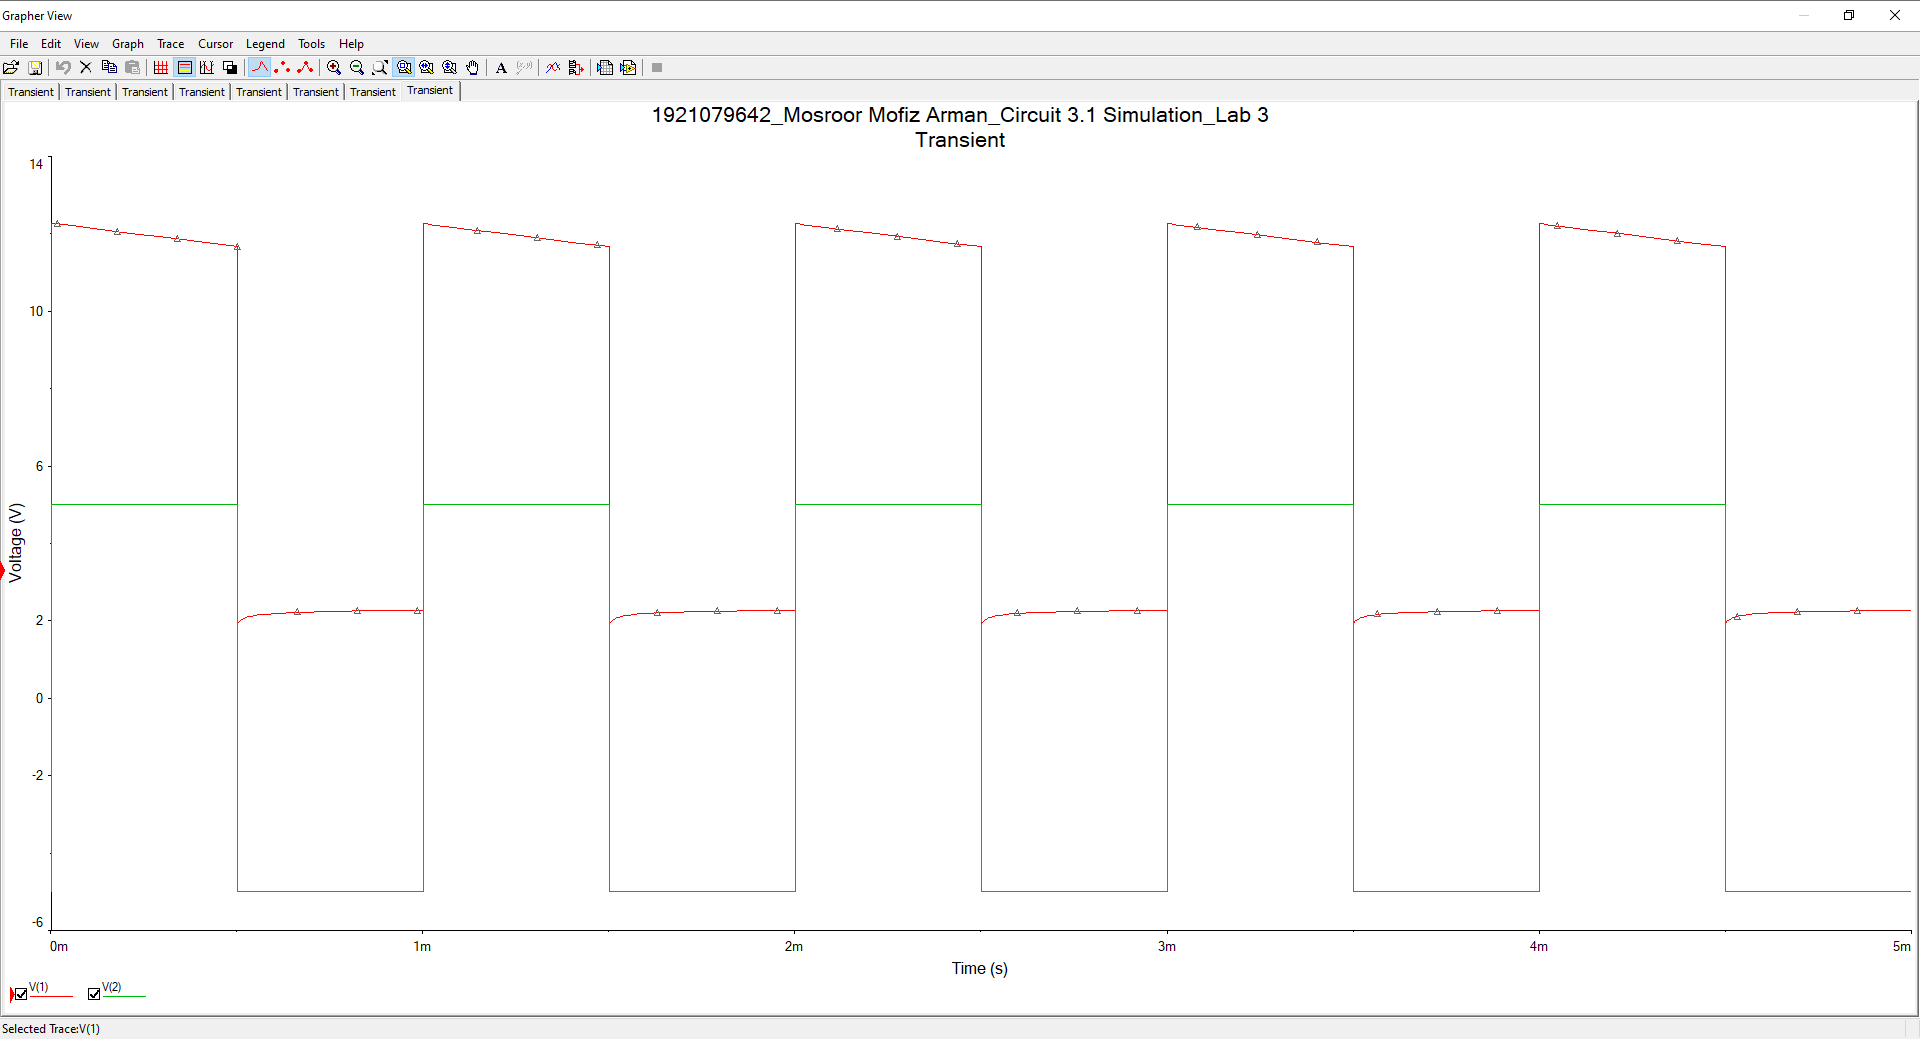 Grapher View
File Edit View Graph Trace Cursor Legend Tools Help
A
Transient Transient Transient Transient Transient Transient Transient Transient
1921079642_Mosroor Mofiz Arman_Circuit 3.1 Simulation_Lab 3
Transient
14
10
6
2
0
-2
-6
Voltage (V)
0m 1m 2m 3m 4m 5m
Time (s)
V(1) V(2)
Selected Trace:V(1)